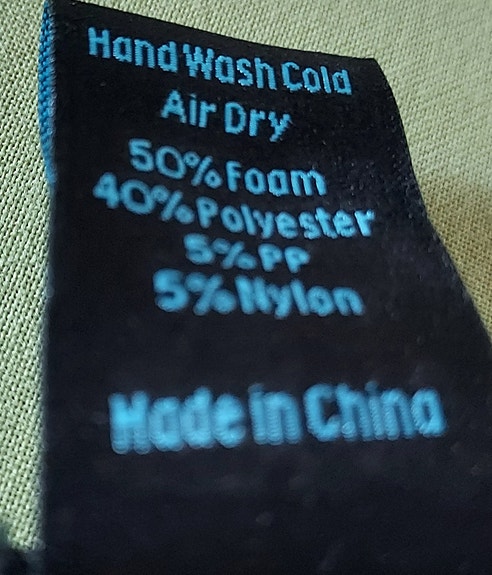 Hand Wash Cold
Air Dry
50% Foam
40% Polyester
5% PP
5% Nylon
Made in China